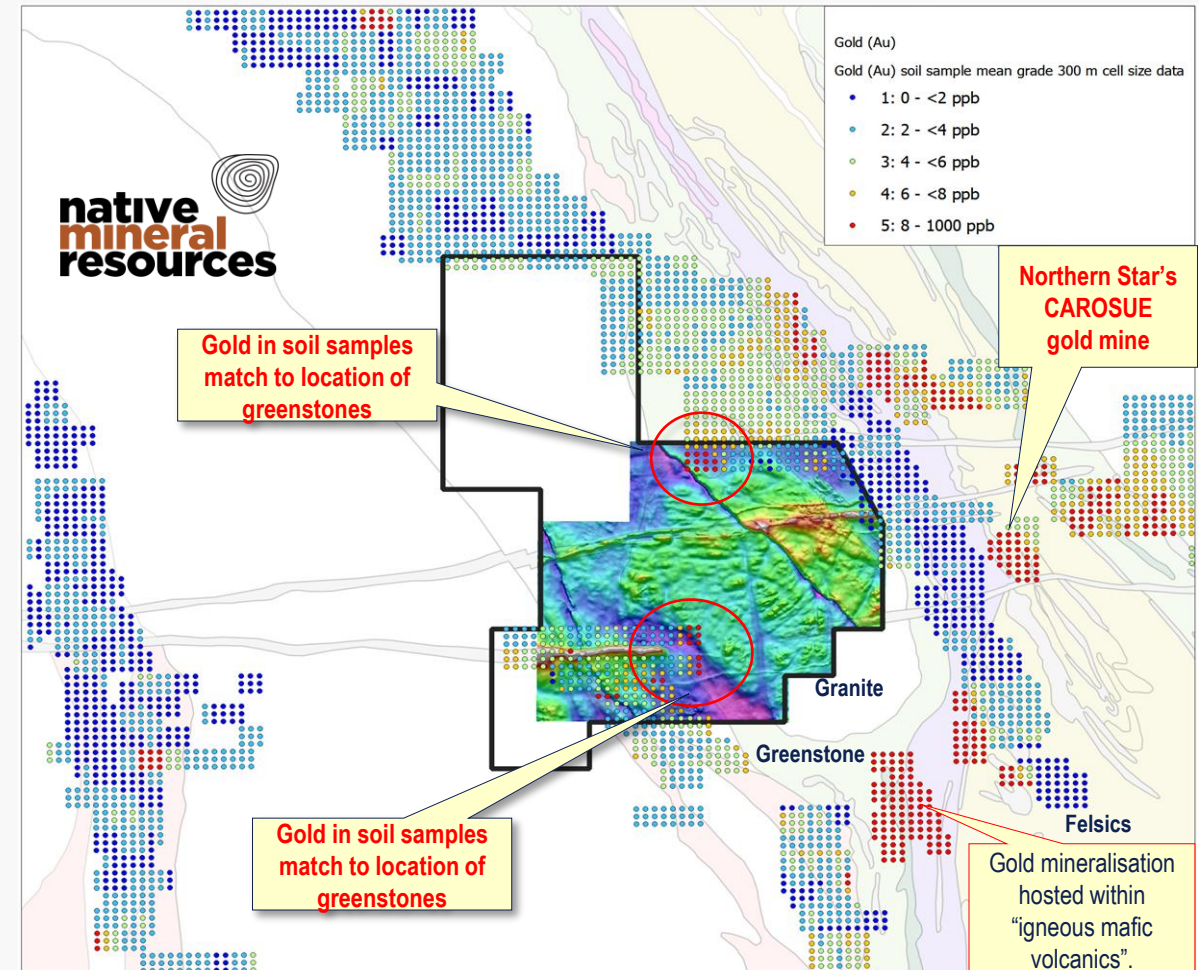 Gold (Au)
Gold (Au) soil sample mean grade 300 m cell size data
1: 0 - <2 ppb
2: 2 - <4 ppb
3: 4 - <6 ppb
4: 6 - <8 ppb
5: 8 - 1000 ppb
native
mineral
resources
Northern Star’s
CAROSUE
gold mine
Gold in soil samples
match to location of
greenstones
Granite
Greenstone
Gold in soil samples
match to location of
greenstones
Felsics
Gold mineralisation
hosted within
“igneous mafic
volcanics”.